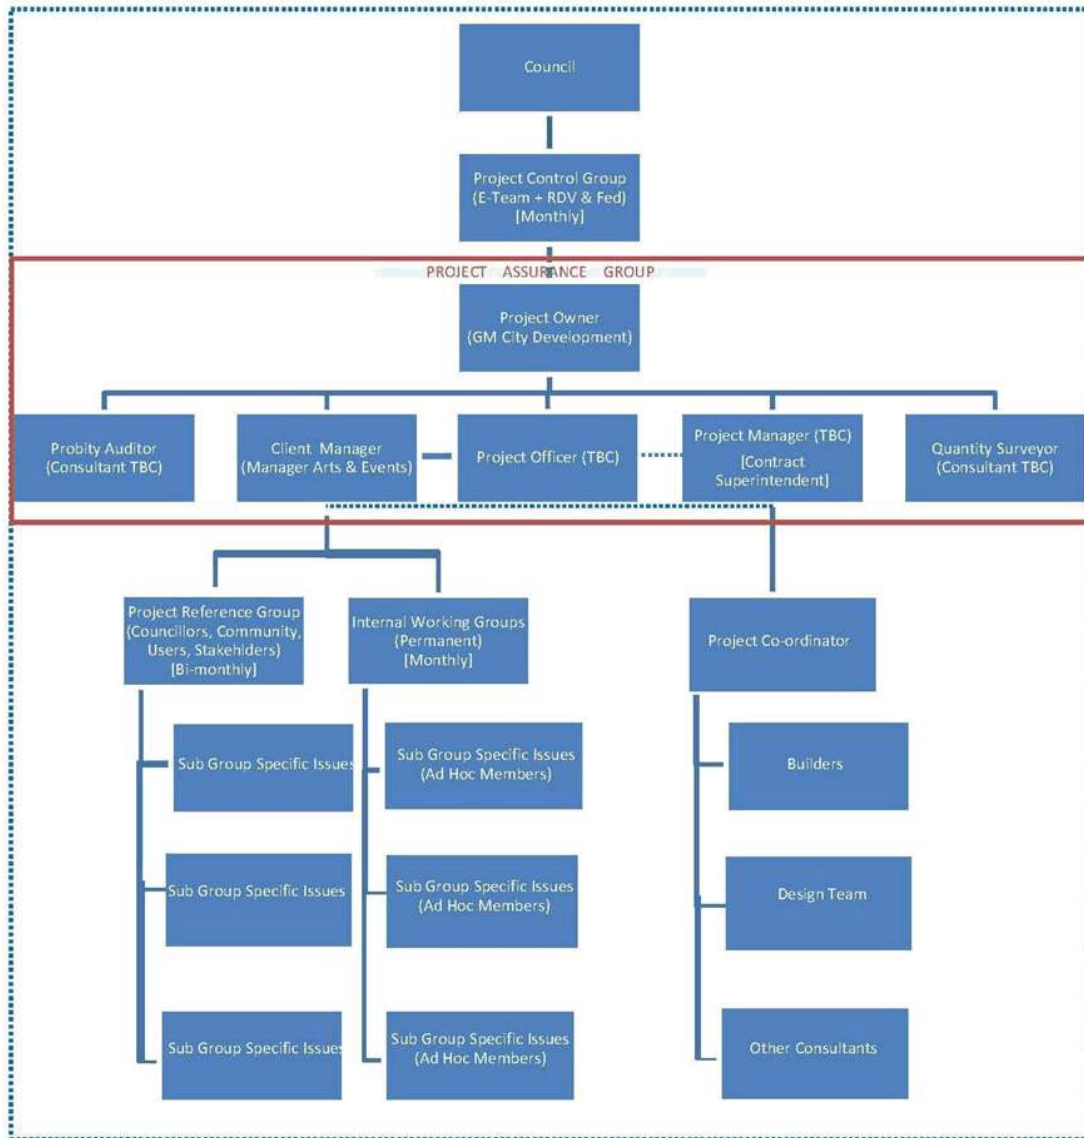 Council
Project Control Group
(E-Team + RDV & Fed)
[Monthly]
PROJECT ASSURANCE GROUP
Project Owner
(GM City Development)
Probity Auditor
(Consultant TBC)
Client Manager
(Manager Arts & Events)
Project Officer (TBC)
Project Manager (TBC)
[Contract
Superintendent]
Quantity Surveyor
(Consultant TBC)
Project Reference Group
(Councillors, Community,
Users, Stakehlders)
[Bi-monthly]
Internal Working Groups
(Permanent)
[Monthly]
Project Co-ordinator
Sub Group Specific Issues
Sub Group Specific Issues
(Ad Hoc Members)
Builders
Sub Group Specific Issues
Sub Group Specific Issues
(Ad Hoc Members)
Design Team
Sub Group Specific Issues
Sub Group Specific Issues
(Ad Hoc Members)
Other Consultants